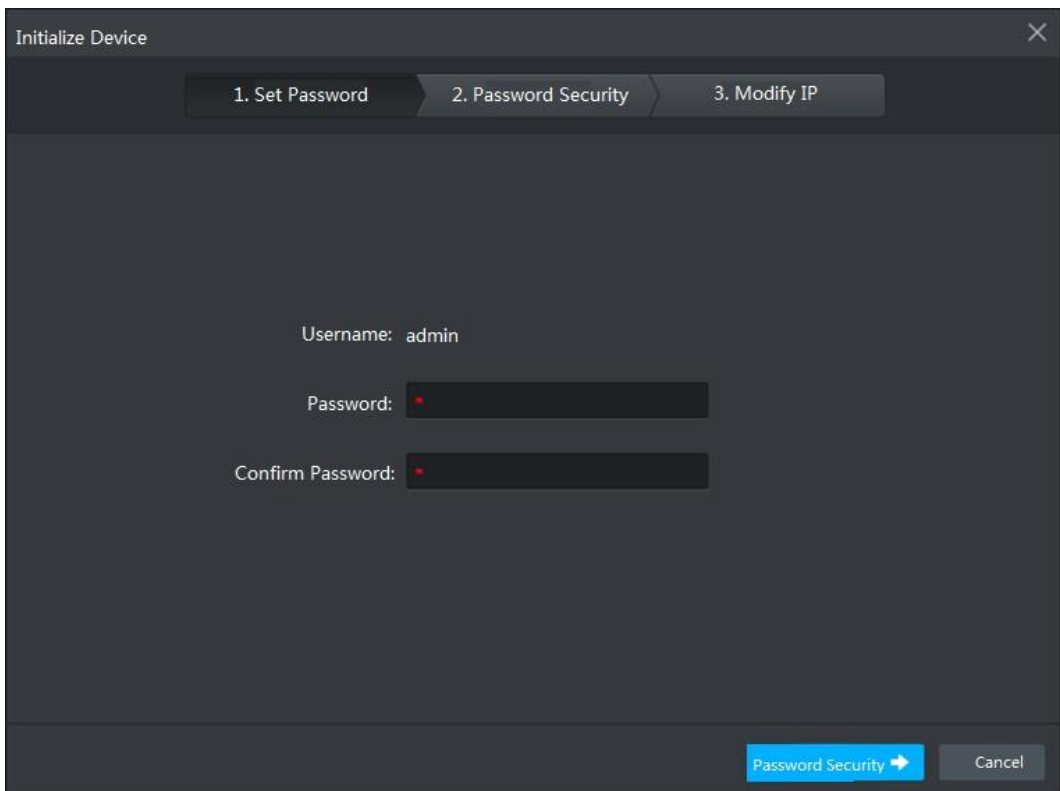 Initialize Device
1. Set Password
2. Password Security
3. Modify IP
Username: admin
Password: *
Confirm Password: *
Password Security
Cancel